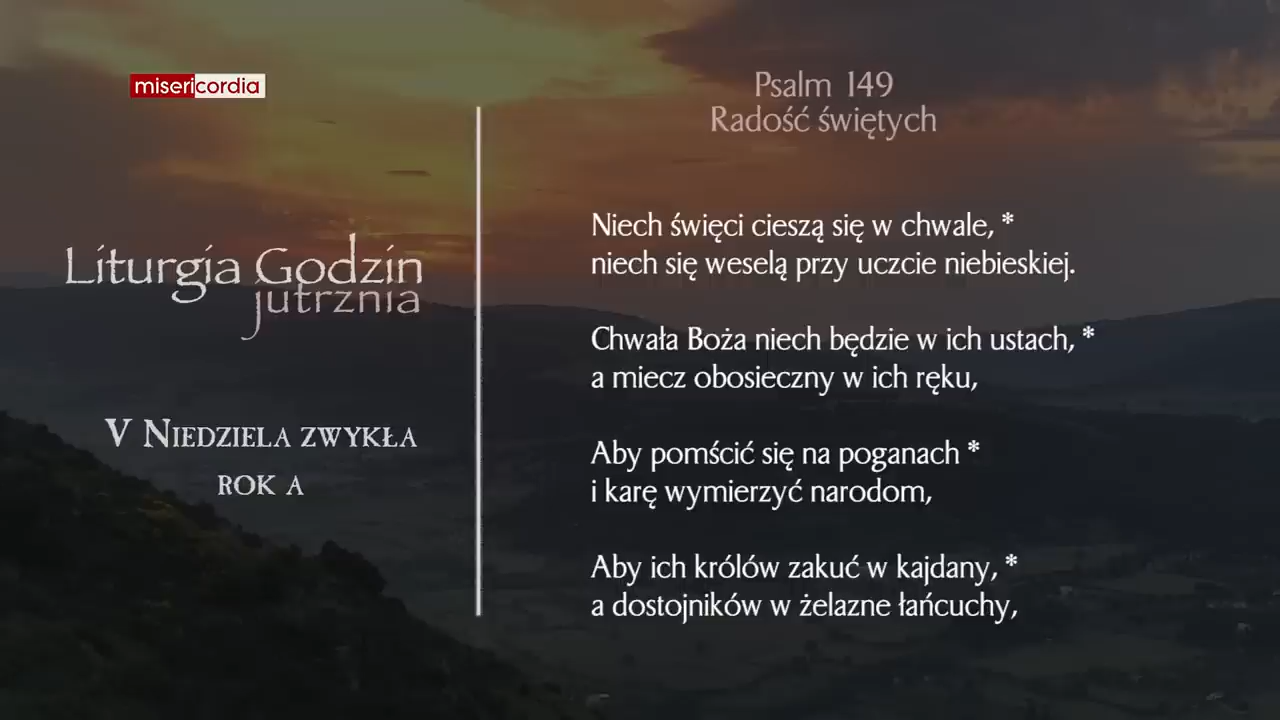 misericordia
Liturgia Godzin
jutrznia
V Niedziela zwykła
rok A
Psalm 149
Radość świętych
Niech święci cieszą się w chwale, *
niech się weselą przy uczcie niebieskiej.
Chwała Boża niech będzie w ich ustach, *
a miecz obosieczny w ich ręku,
Aby pomścić się na poganach *
i karę wymierzyć narodom,
Aby ich królów zakuć w kajdany, *
a dostojników w żelazne łańcuchy,